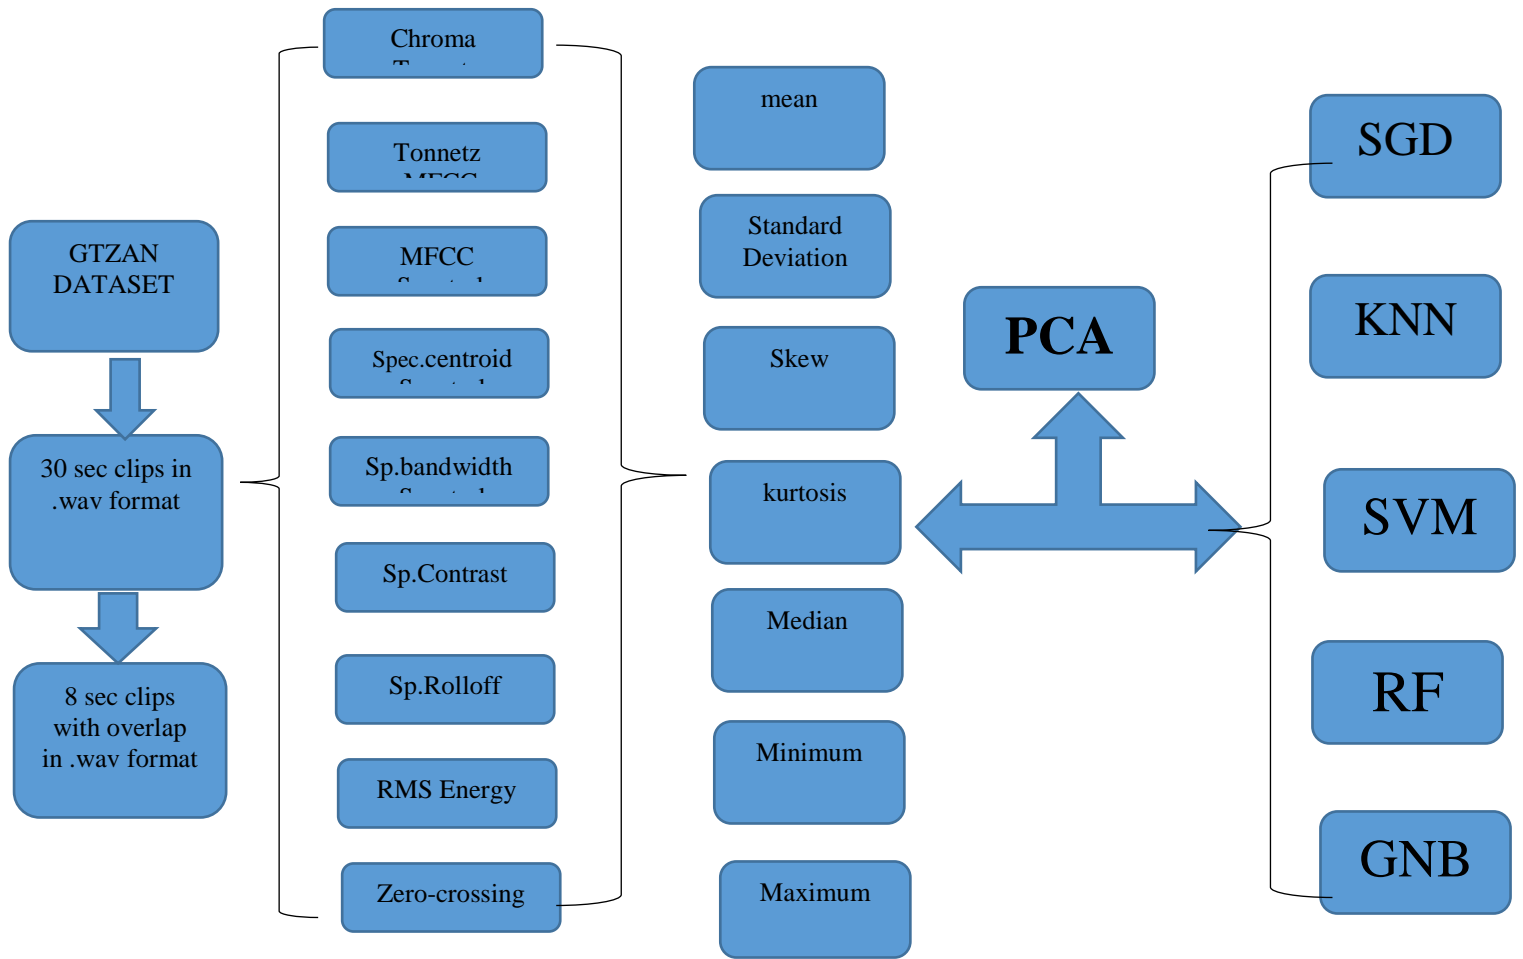 GTZAN
DATASET
30 sec clips in
.wav format
8 sec clips
with overlap
in .wav format
Chroma
Tonnetz
MFCC
Spec.centroid
Sp.bandwidth
Sp.Contrast
Sp.Rolloff
RMS Energy
Zero-crossing
mean
Standard
Deviation
Skew
kurtosis
Median
Minimum
Maximum
PCA
SGD
KNN
SVM
RF
GNB